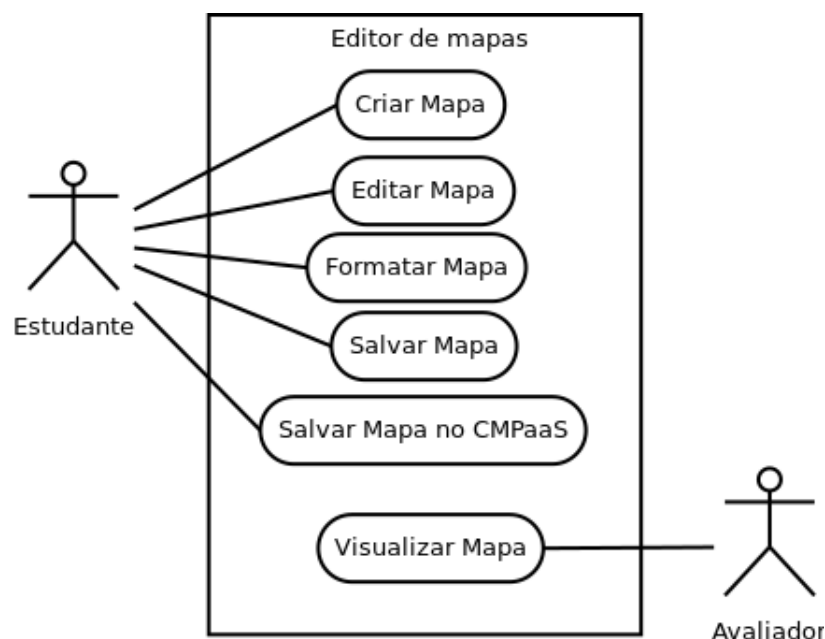 Editor de mapas
Criar Mapa
Editar Mapa
Formatar Mapa
Estudante
Salvar Mapa
Salvar Mapa no CMPaaS
Visualizar Mapa
Avaliador